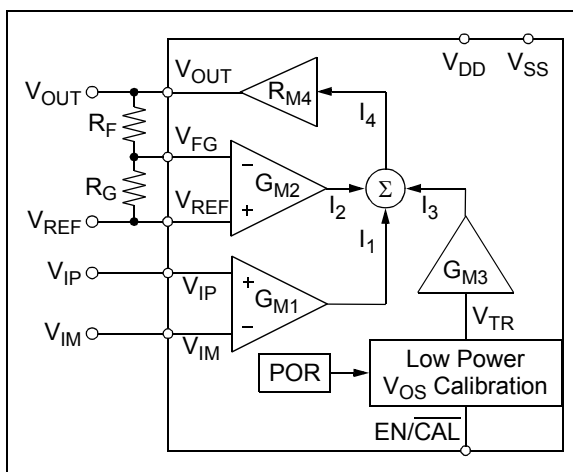 V_DD V_SS
V_OUT V_OUT R_M4
R_F V_FG I_4
− G_M2 Σ
R_G V_REF + I_2 I_3
V_REF I_1
V_IP V_IP + G_M1 G_M3
V_IM V_IM − V_TR
POR Low Power
V_OS Calibration
EN/C̅A̅L̅